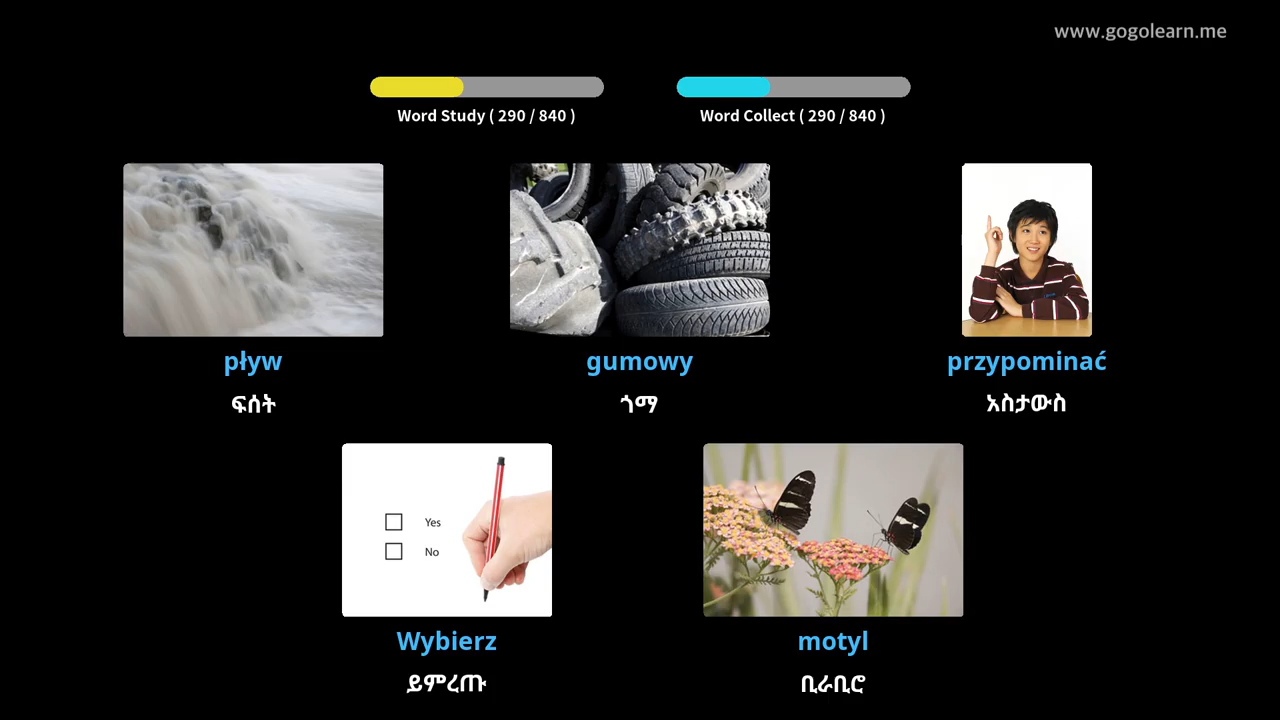 www.gogolearn.me
Word Study ( 290 / 840 )
Word Collect ( 290 / 840 )
pływ
ፍሰት
gumowy
ጎማ
przypominać
አስታውስ
Yes
No
Wybierz
ይምረጡ
motyl
ቢራቢሮ